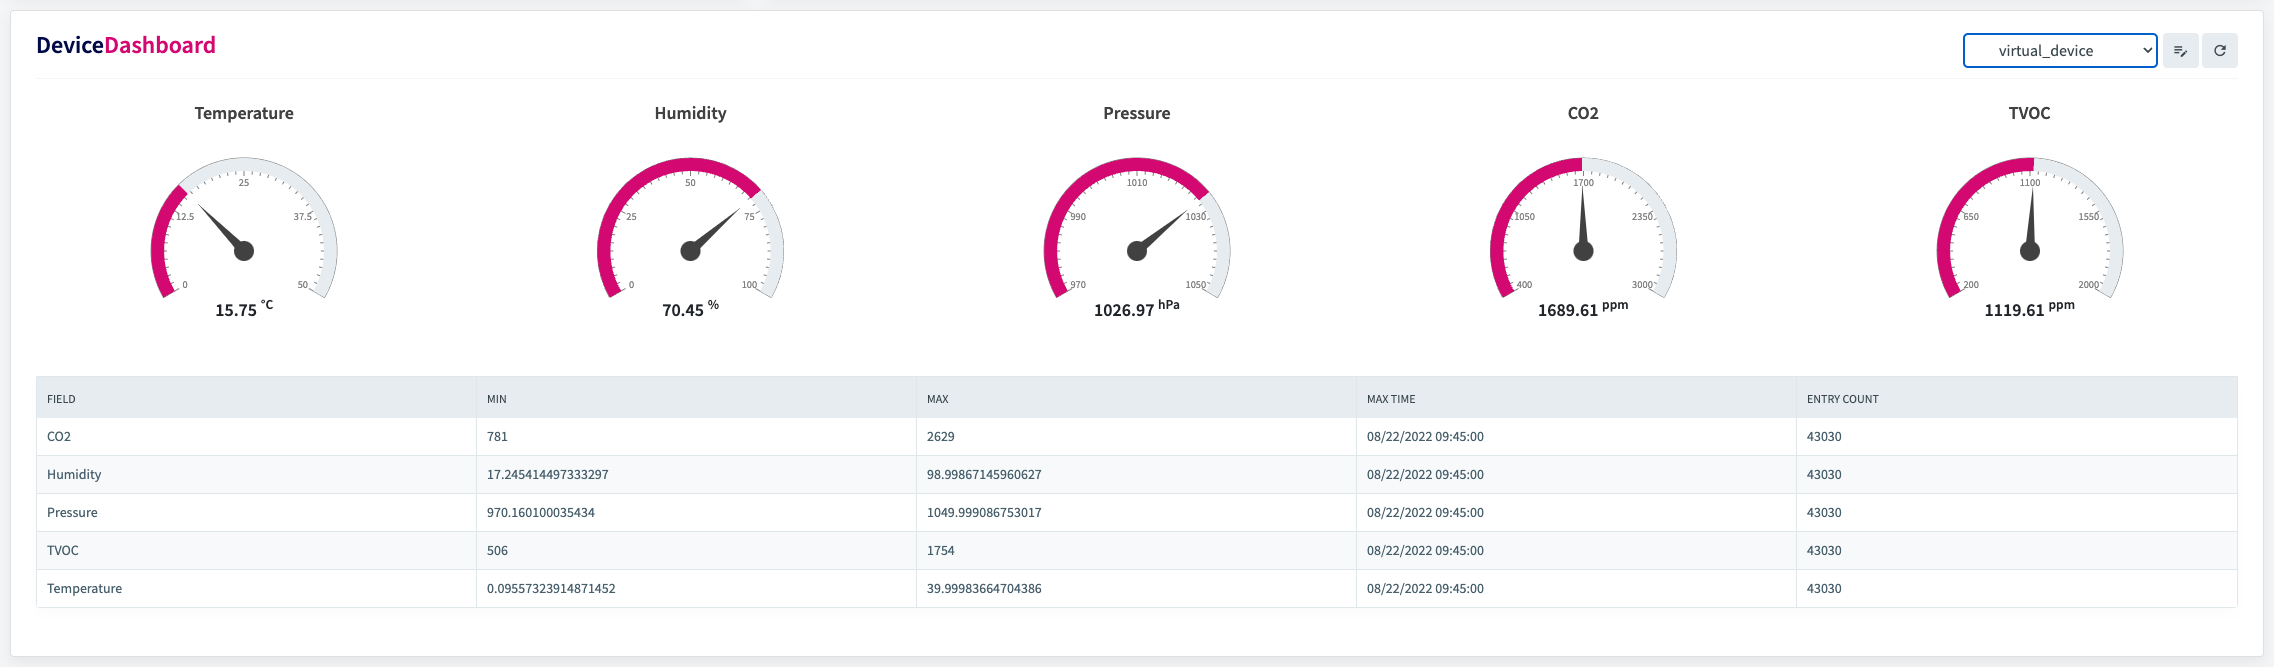 DeviceDashboard
virtual_device
Temperature Humidity Pressure CO2 TVOC
25 50 1010 1700 1100
12.5 37.5 25 75 990 1030 1050 2350 650 1550
0 50 0 100 970 1050 400 3000 200 2000
15.75 °C 70.45 % 1026.97 hPa 1689.61 ppm 1119.61 ppm
FIELD MIN MAX MAX TIME ENTRY COUNT
CO2 781 2629 08/22/2022 09:45:00 43030
Humidity 17.245414497333297 98.99867145960627 08/22/2022 09:45:00 43030
Pressure 970.160100035434 1049.999086753017 08/22/2022 09:45:00 43030
TVOC 506 1754 08/22/2022 09:45:00 43030
Temperature 0.09557323914871452 39.99983664704386 08/22/2022 09:45:00 43030